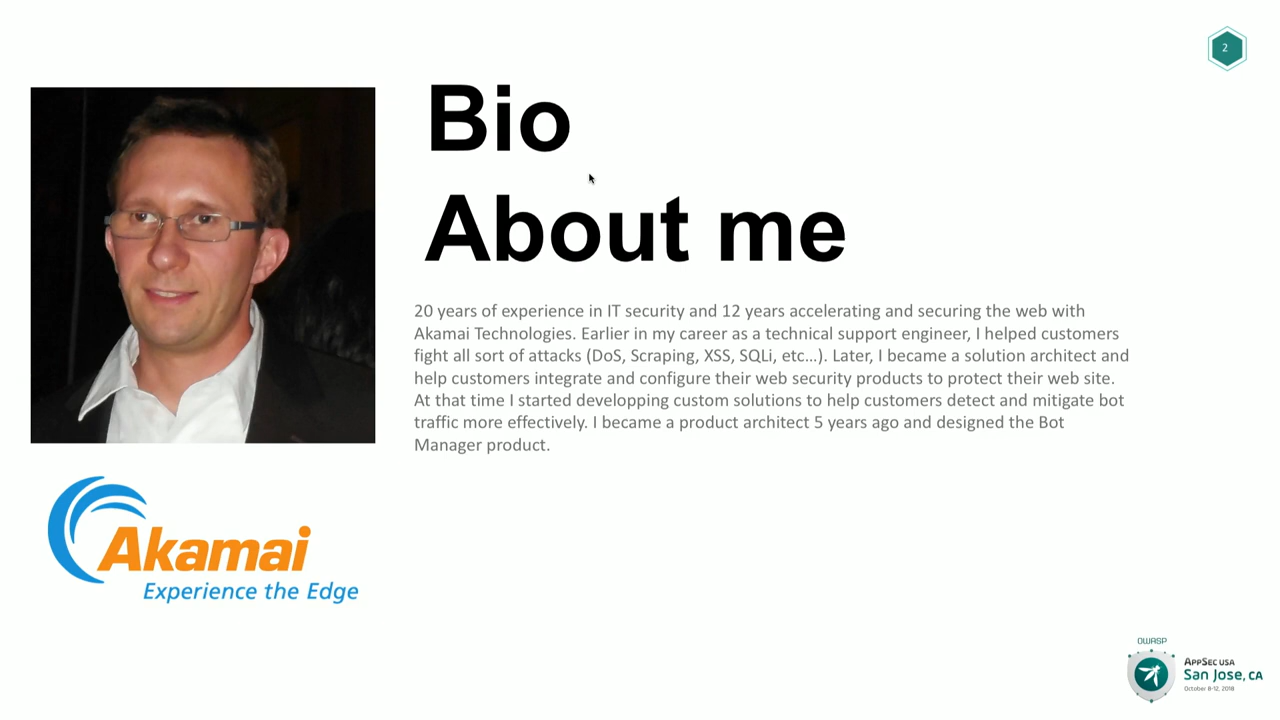 2
Bio
About me
20 years of experience in IT security and 12 years accelerating and securing the web with
Akamai Technologies. Earlier in my career as a technical support engineer, I helped customers
fight all sort of attacks (DoS, Scraping, XSS, SQLi, etc...). Later, I became a solution architect and
help customers integrate and configure their web security products to protect their web site.
At that time I started developping custom solutions to help customers detect and mitigate bot
traffic more effectively. I became a product architect 5 years ago and designed the Bot
Manager product.
Akamai
Experience the Edge
OWASP
AppSec USA
San Jose, CA
October 8-12, 2018